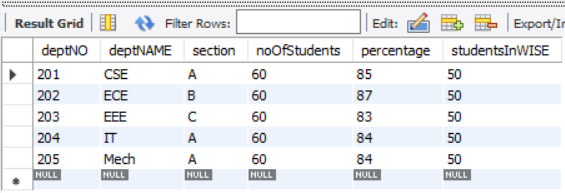 Result Grid Filter Rows: Edit: Export/In
deptNO deptNAME section noOfStudents percentage studentsInWISE
201 CSE A 60 85 50
202 ECE B 60 87 50
203 EEE C 60 83 50
204 IT A 60 84 50
205 Mech A 60 84 50
NULL NULL NULL NULL NULL NULL